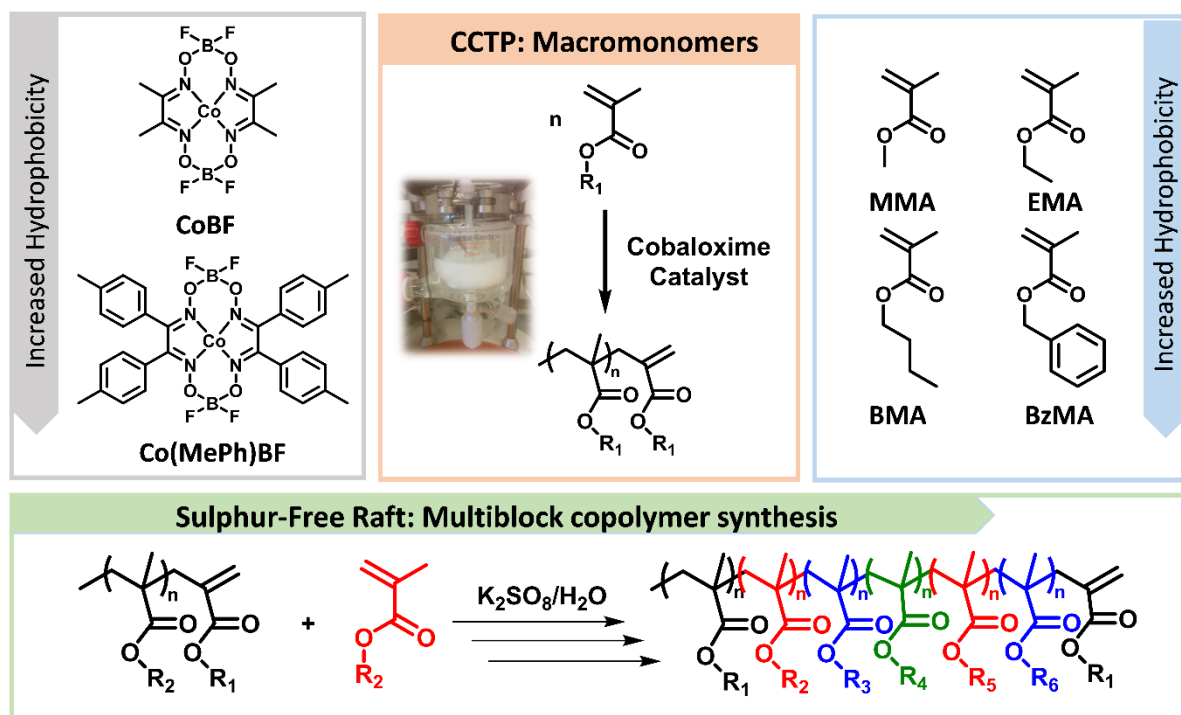 Increased Hydrophobicity
F F
B
O O
N N
Co
N N
O O
B
F F
CoBF
F F
B
O O
N N
Co
N N
O O
B
F F
Co(MePh)BF
CCTP: Macromonomers
n
O
O
R1
Cobaloxime
Catalyst
n
O O
O O
R1 R1
O
O
MMA
O
O
EMA
O
O
BMA
O
O
BzMA
Increased Hydrophobicity
Sulphur-Free Raft: Multiblock copolymer synthesis
n
O O
O O
R2 R1
+
O
O
R2
K2SO8/H2O
n n n n n n
O O O O O O O
O O O O O O O
R1 R2 R3 R4 R5 R6 R1